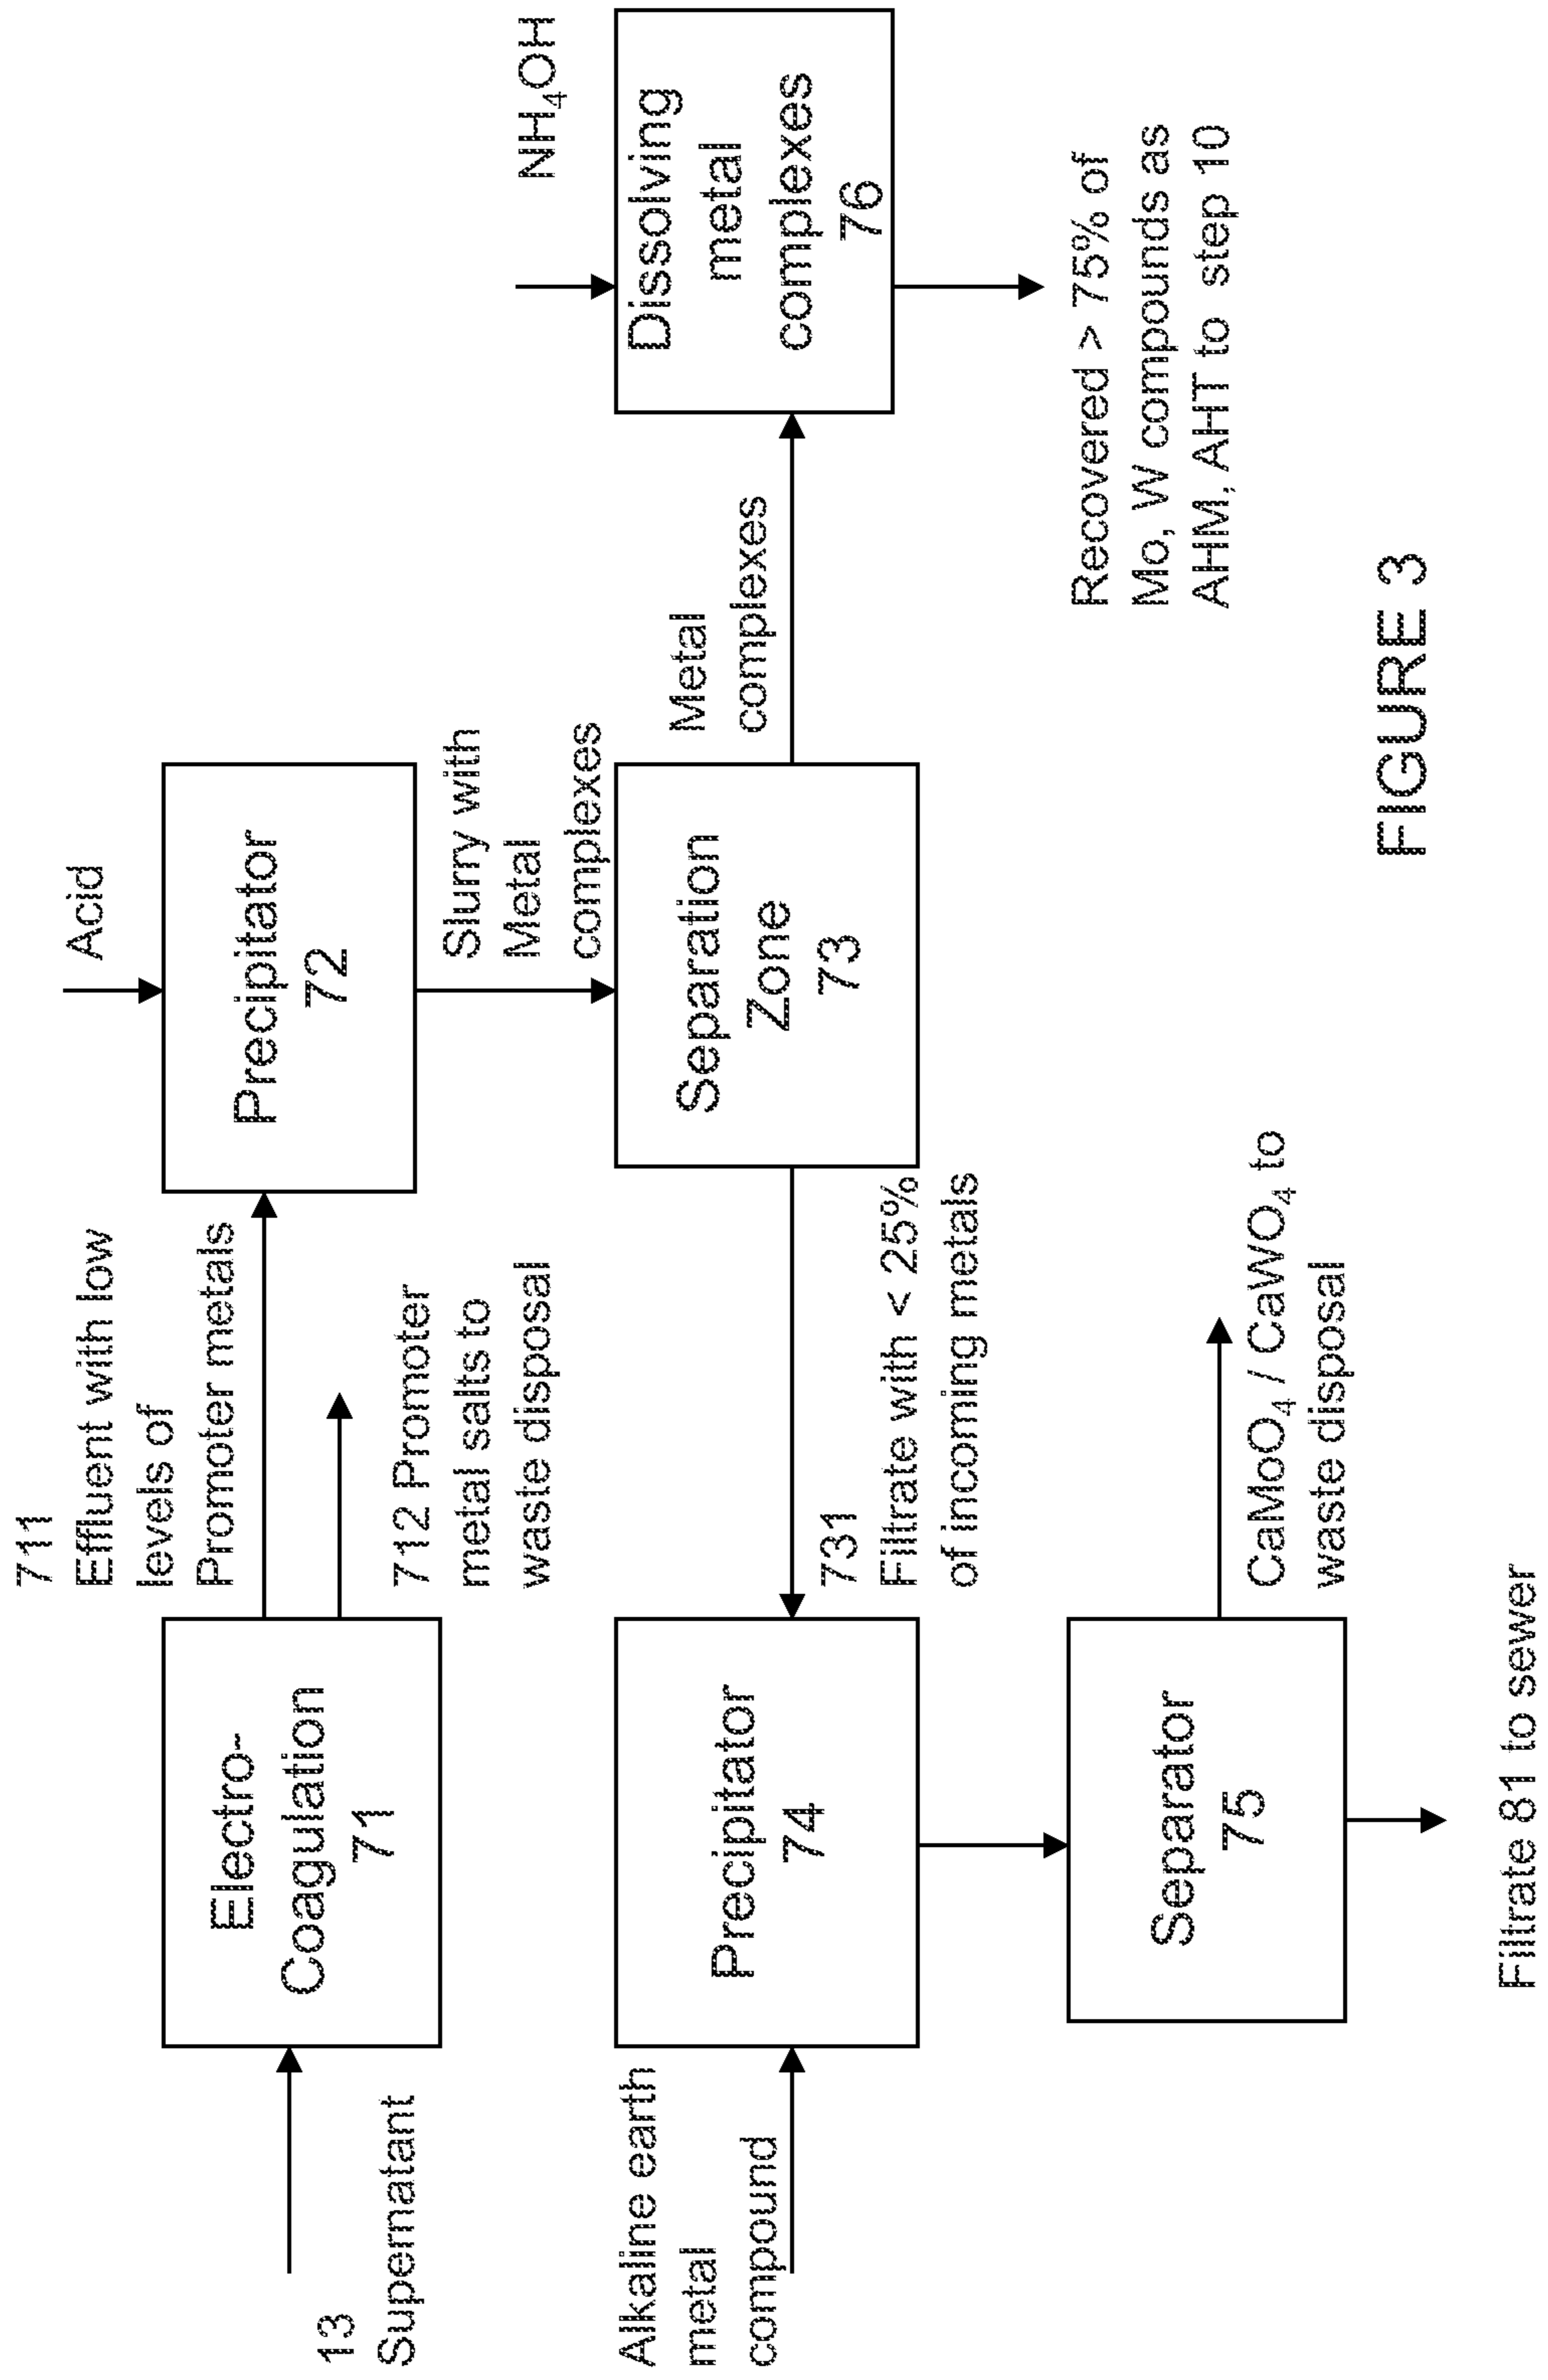 13
Supernatant
Electro-
Coagulation
71
711
Effluent with low
levels of
Promoter metals
712 Promoter
metal salts to
waste disposal
Acid
Precipitator
72
Slurry with
Metal
complexes
Separation
Zone
73
Metal
complexes
NH₄OH
Dissolving
metal
complexes
76
Recovered > 75% of
Mo, W compounds as
AHM, AHT to step 10
731
Filtrate with < 25%
of incoming metals
Alkaline earth
metal
compound
Precipitator
74
Separator
75
CaMoO₄ / CaWO₄ to
waste disposal
Filtrate 81 to sewer
FIGURE 3